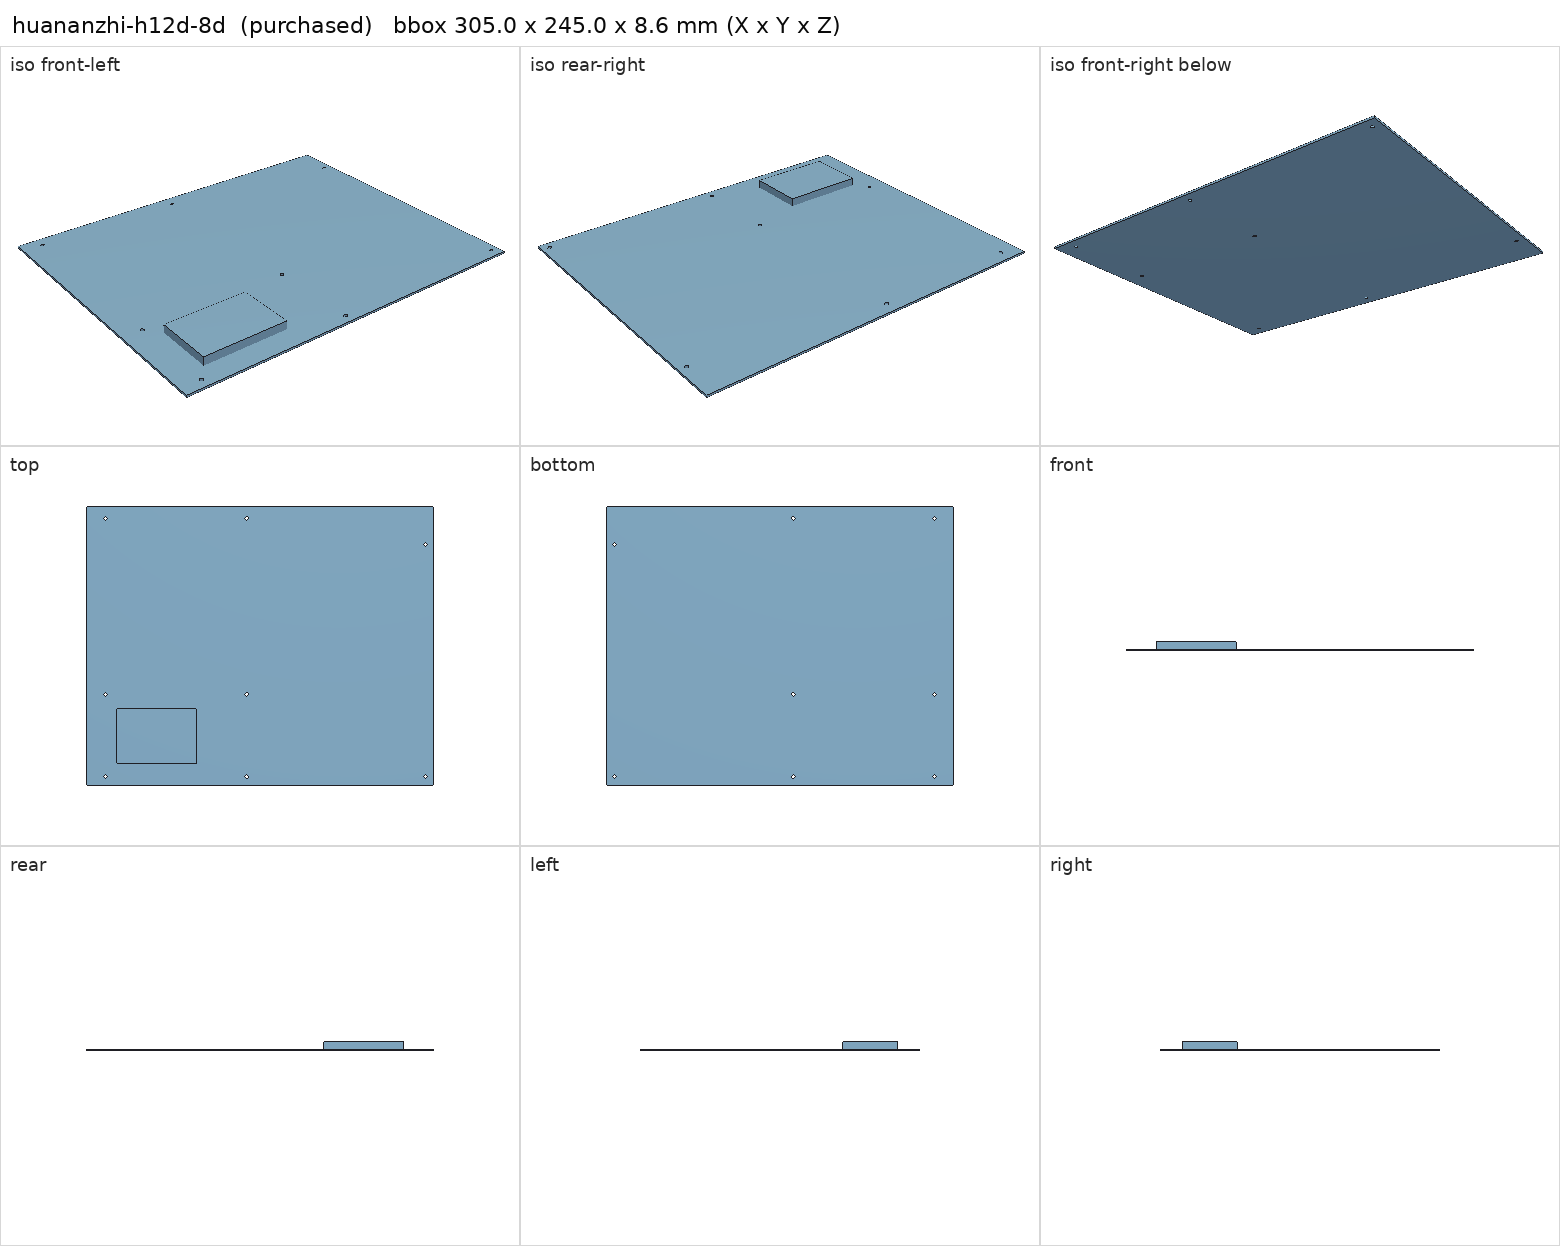 huananzhi-h12d-8d  (purchased)   bbox 305.0 x 245.0 x 8.6 mm (X x Y x Z)
iso front-left
iso rear-right
iso front-right below
top
bottom
front
rear
left
right